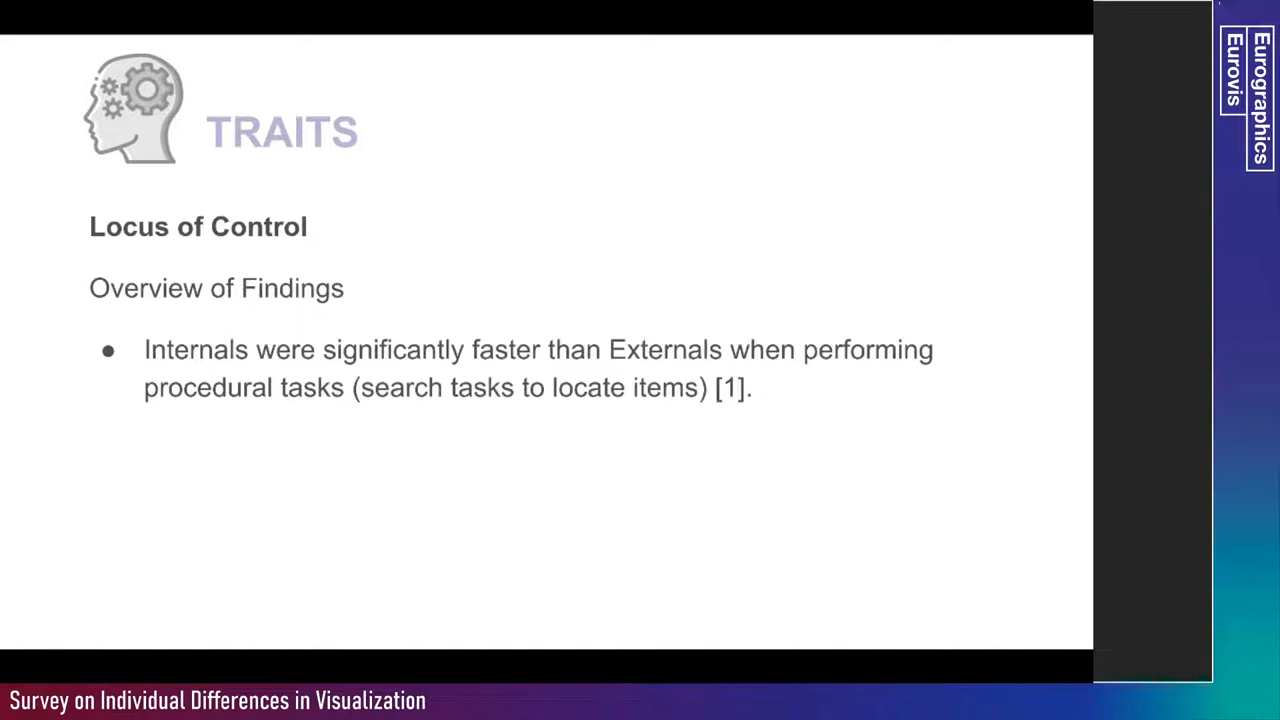 TRAITS
Locus of Control
Overview of Findings
● Internals were significantly faster than Externals when performing
procedural tasks (search tasks to locate items) [1].
Eurographics
Eurovis
Survey on Individual Differences in Visualization